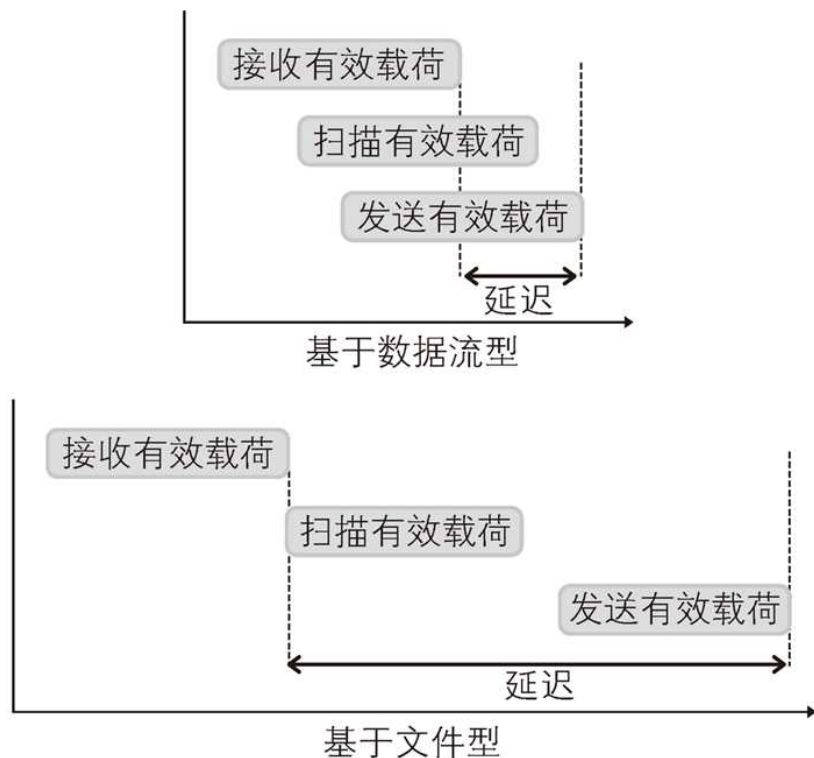 接收有效载荷
扫描有效载荷
发送有效载荷
延迟
基于数据流型
接收有效载荷
扫描有效载荷
发送有效载荷
延迟
基于文件型